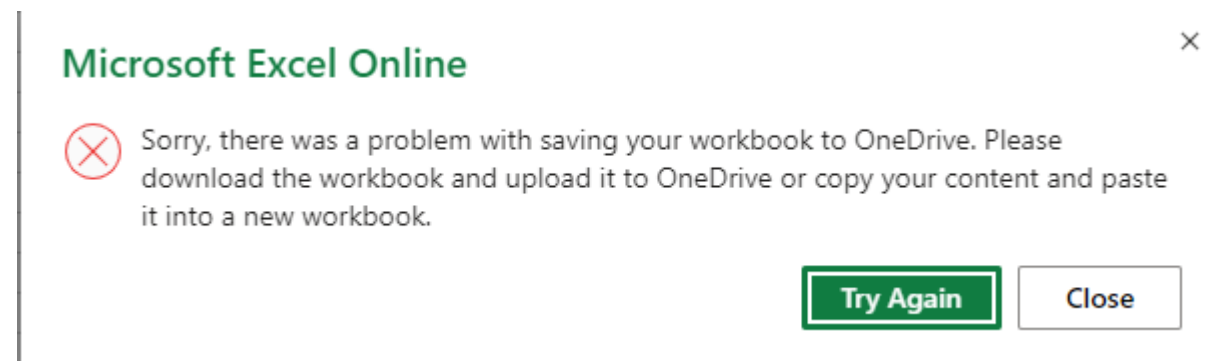 Microsoft Excel Online
Sorry, there was a problem with saving your workbook to OneDrive. Please
download the workbook and upload it to OneDrive or copy your content and paste
it into a new workbook.
Try Again
Close